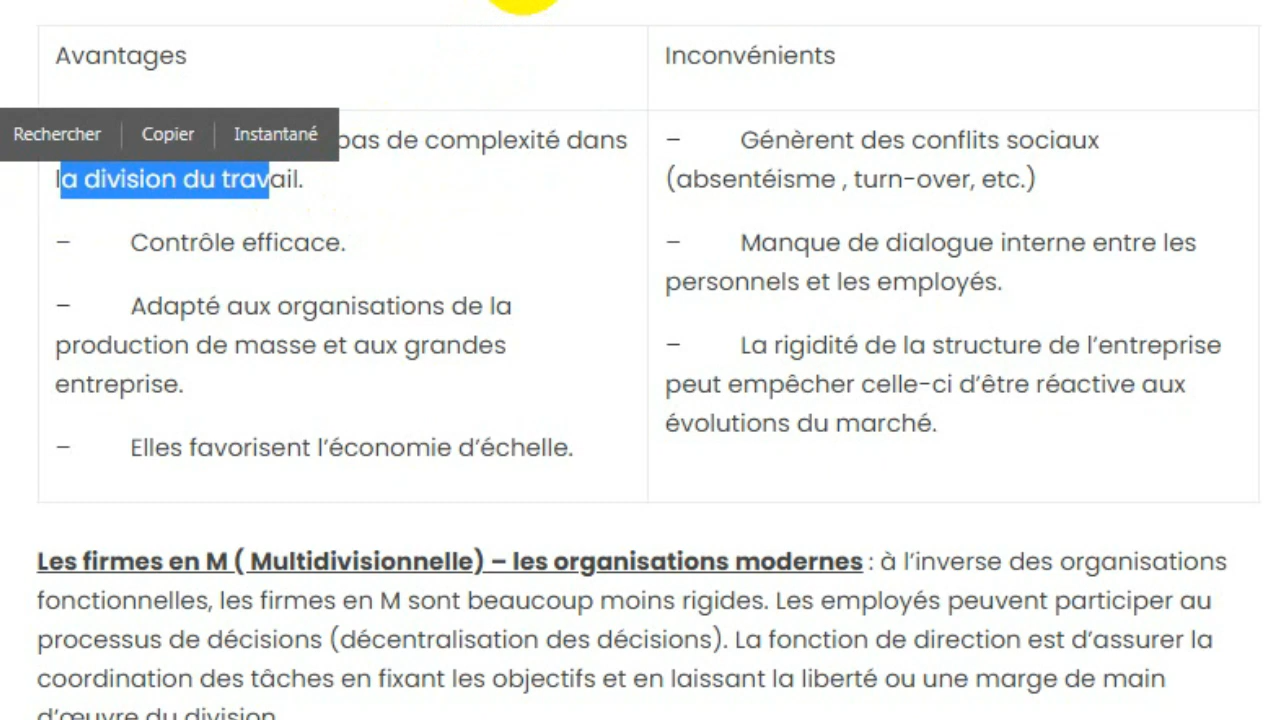 Avantages
Inconvénients
Rechercher
Copier
Instantané
pas de complexité dans
la division du travail.
– Contrôle efficace.
– Adapté aux organisations de la
production de masse et aux grandes
entreprise.
– Elles favorisent l’économie d’échelle.
– Génèrent des conflits sociaux
(absentéisme , turn-over, etc.)
– Manque de dialogue interne entre les
personnels et les employés.
– La rigidité de la structure de l’entreprise
peut empêcher celle-ci d’être réactive aux
évolutions du marché.
Les firmes en M ( Multidivisionnelle) – les organisations modernes : à l’inverse des organisations
fonctionnelles, les firmes en M sont beaucoup moins rigides. Les employés peuvent participer au
processus de décisions (décentralisation des décisions). La fonction de direction est d’assurer la
coordination des tâches en fixant les objectifs et en laissant la liberté ou une marge de main
d’œuvre du division